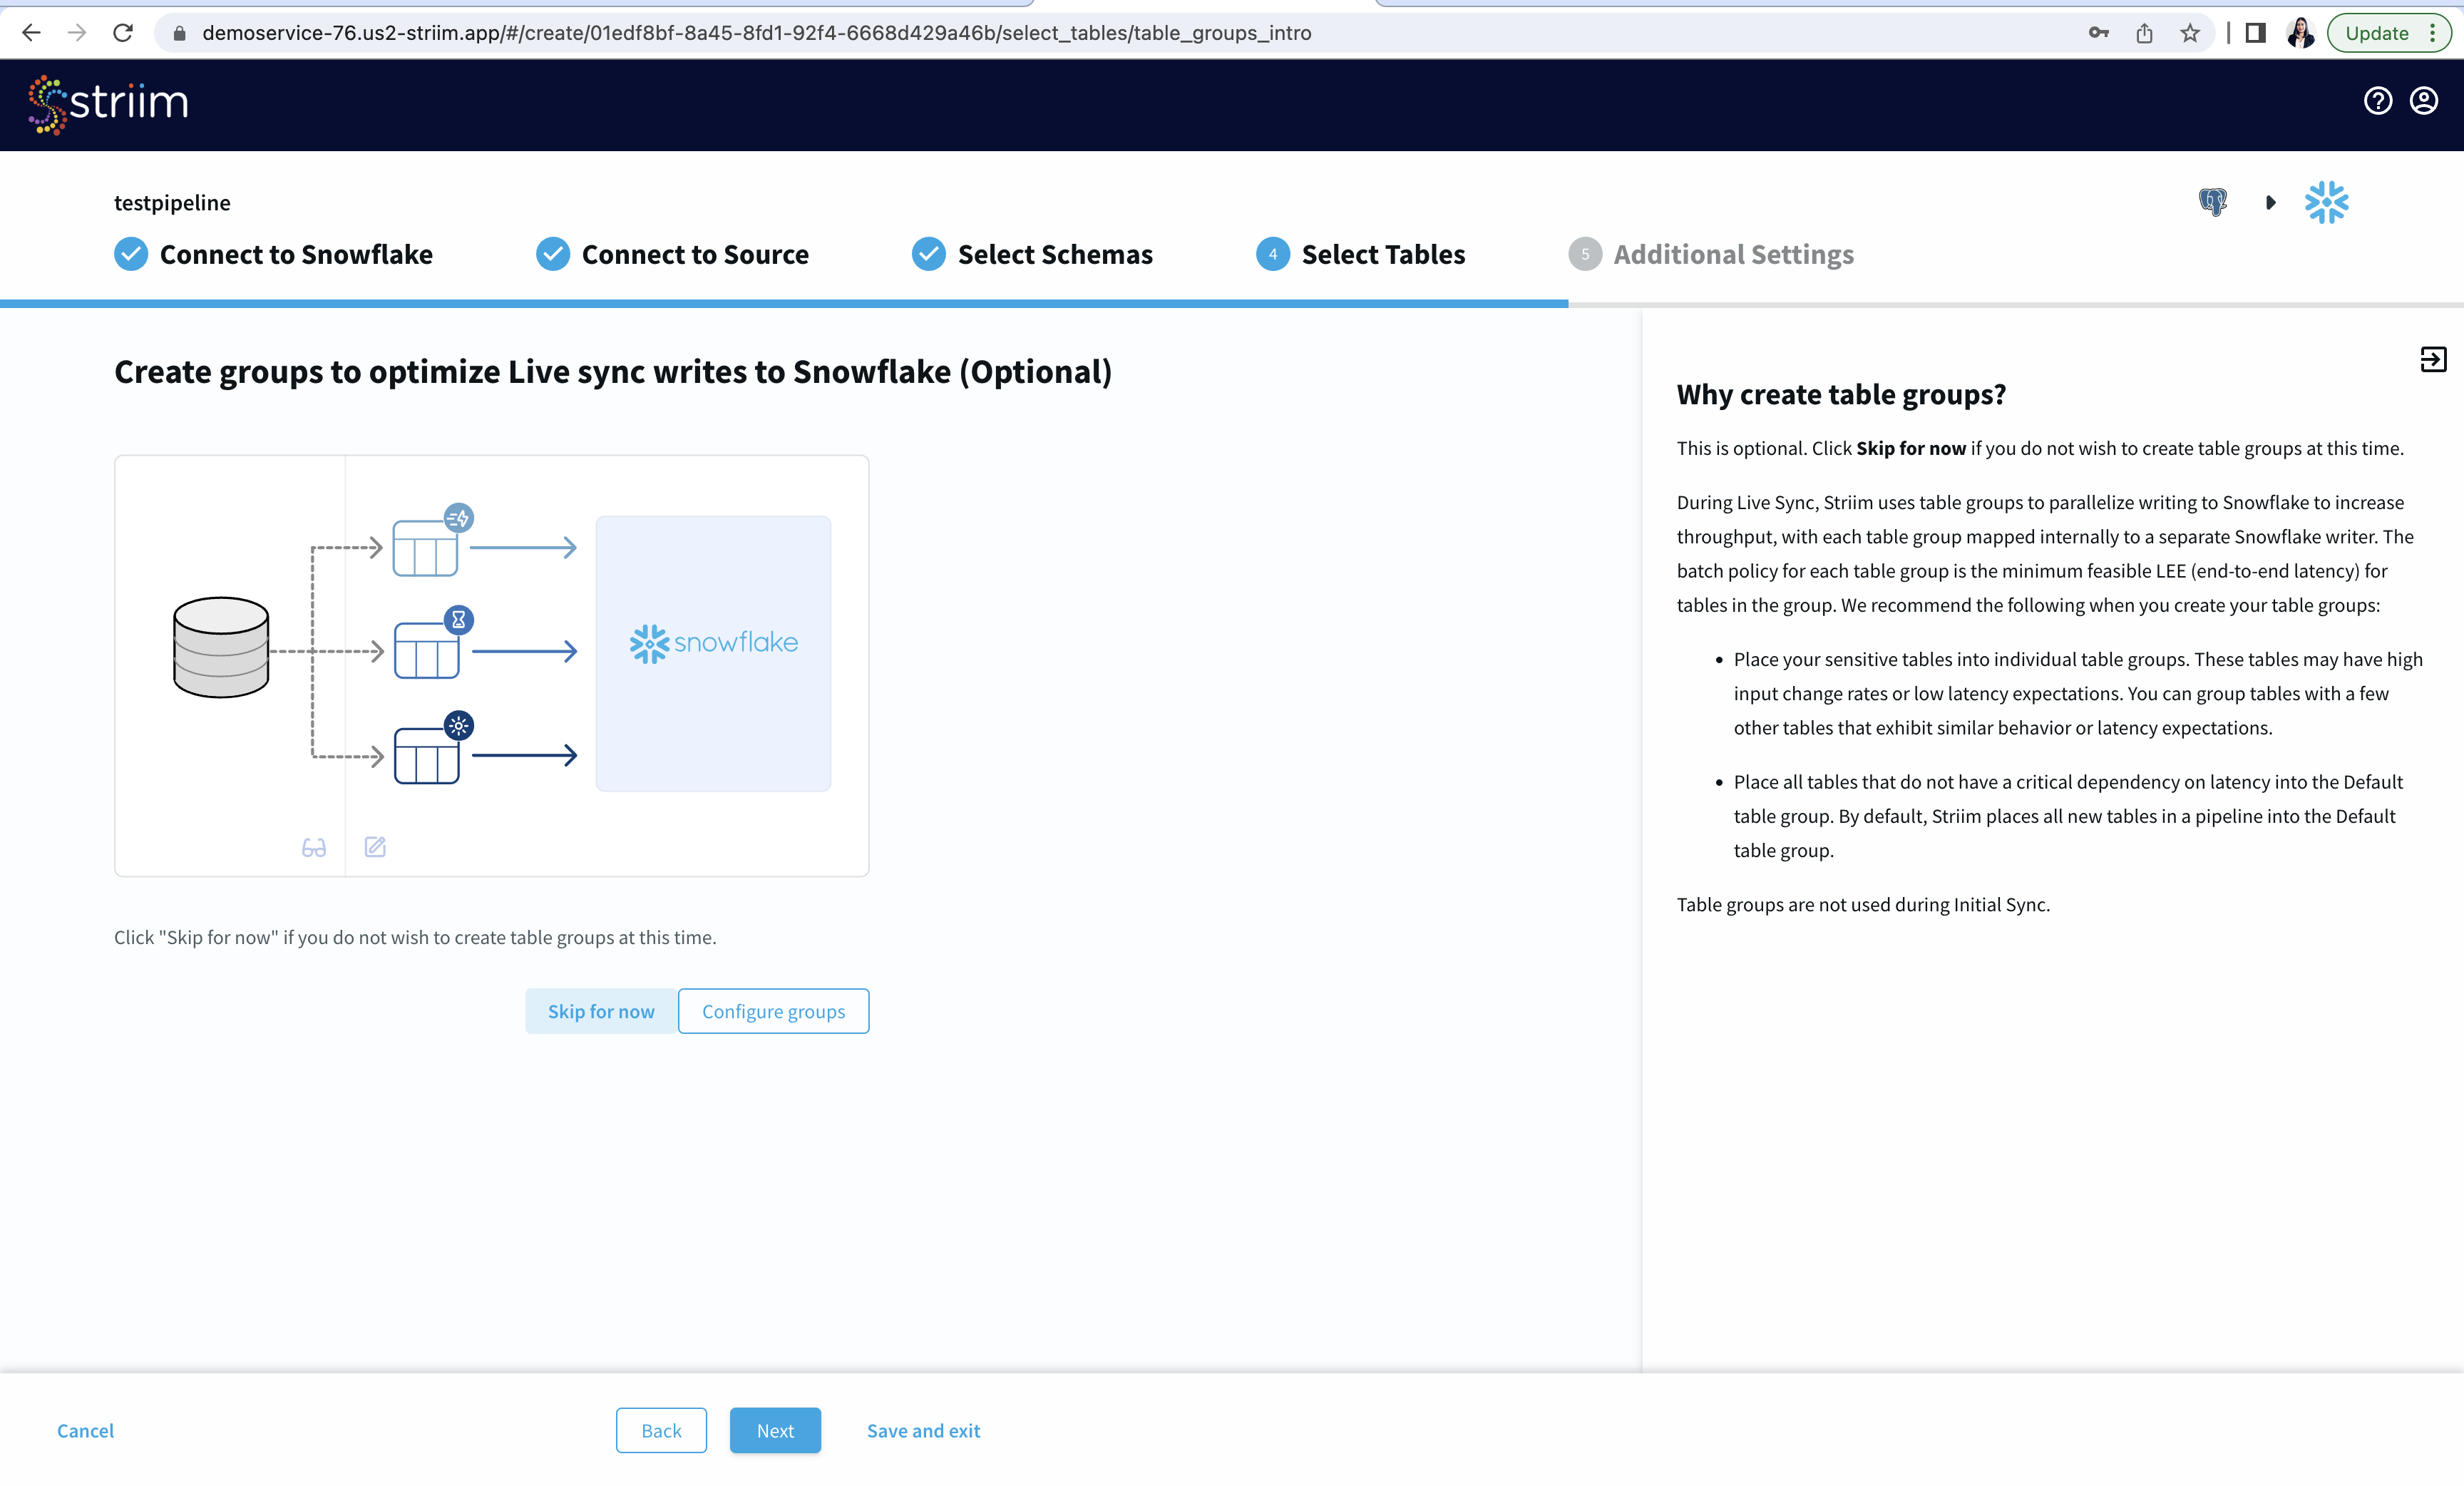 demoservice-76.us2-striim.app/#/create/01edf8bf-8a45-8fd1-92f4-6668d429a46b/select_tables/table_groups_intro
Update
striim
testpipeline
Connect to Snowflake
Connect to Source
Select Schemas
4 Select Tables
5 Additional Settings
Create groups to optimize Live sync writes to Snowflake (Optional)
snowflake
Click "Skip for now" if you do not wish to create table groups at this time.
Skip for now
Configure groups
Why create table groups?
This is optional. Click Skip for now if you do not wish to create table groups at this time.
During Live Sync, Striim uses table groups to parallelize writing to Snowflake to increase
throughput, with each table group mapped internally to a separate Snowflake writer. The
batch policy for each table group is the minimum feasible LEE (end-to-end latency) for
tables in the group. We recommend the following when you create your table groups:
• Place your sensitive tables into individual table groups. These tables may have high
input change rates or low latency expectations. You can group tables with a few
other tables that exhibit similar behavior or latency expectations.
• Place all tables that do not have a critical dependency on latency into the Default
table group. By default, Striim places all new tables in a pipeline into the Default
table group.
Table groups are not used during Initial Sync.
Cancel
Back
Next
Save and exit